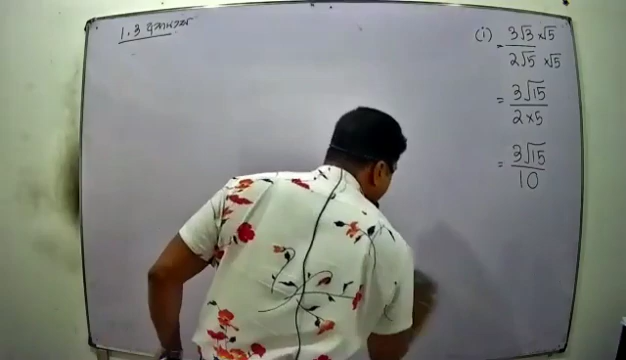 1.3
(i) = 3√3 ×√5 / 2√5 ×√5
= 3√15 / 2×5
= 3√15 / 10